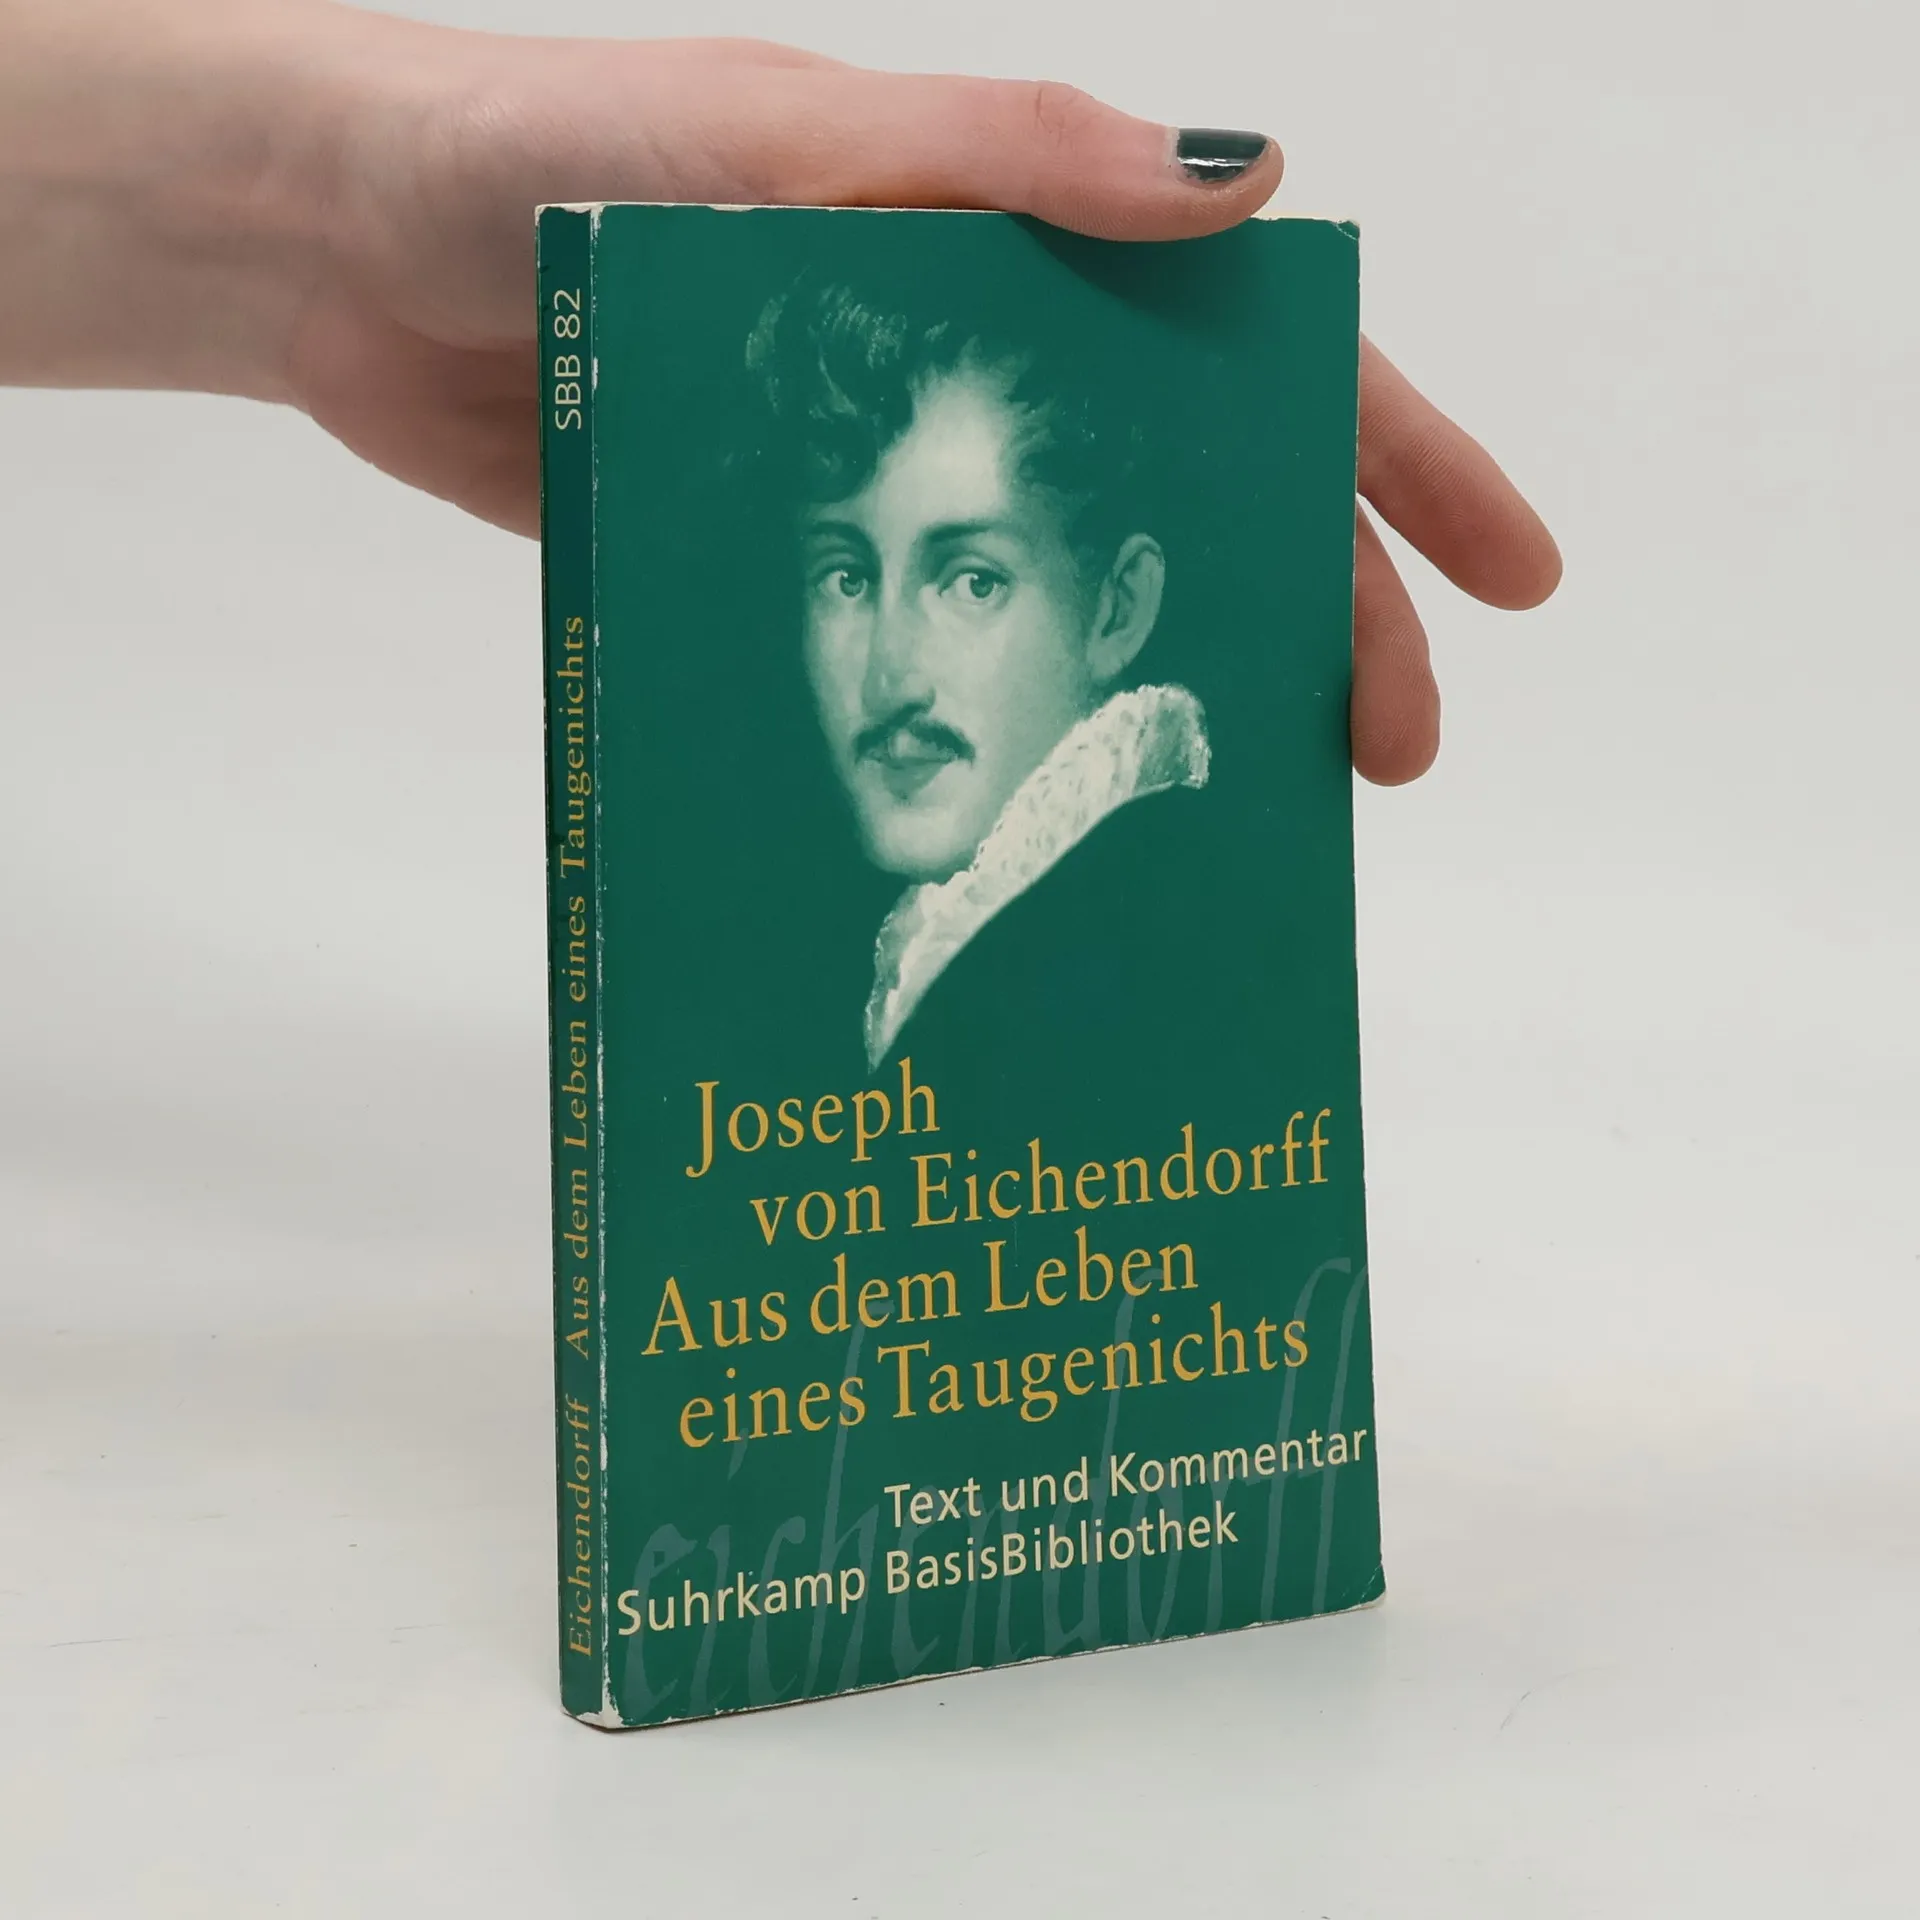 SBB 82
Eichendorff Aus dem Leben eines Taugenichts
Joseph
von Eichendorff
Aus dem Leben
eines Taugenichts
Text und Kommentar
Suhrkamp BasisBibliothek
eichendorff